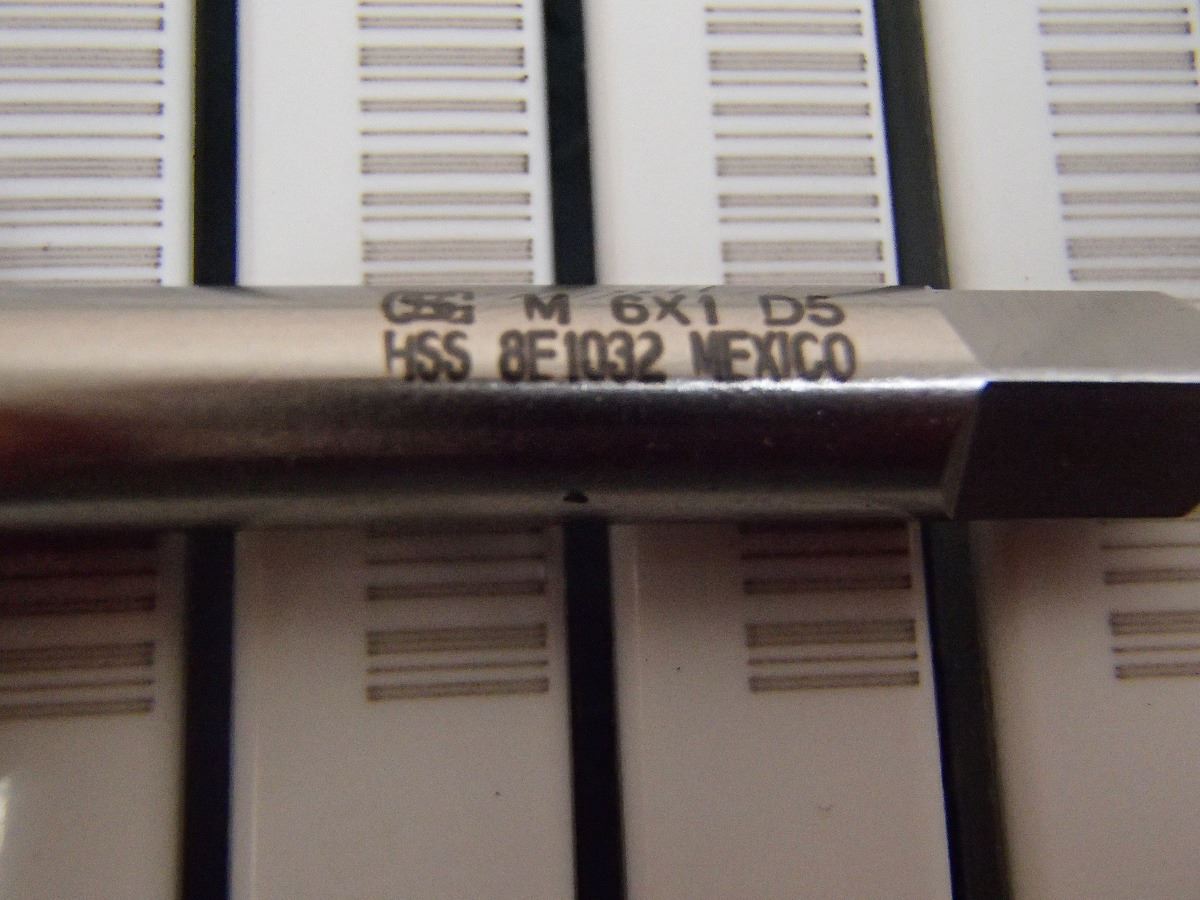 OSG M 6X1 D5
HSS 8E1032 MEXICO